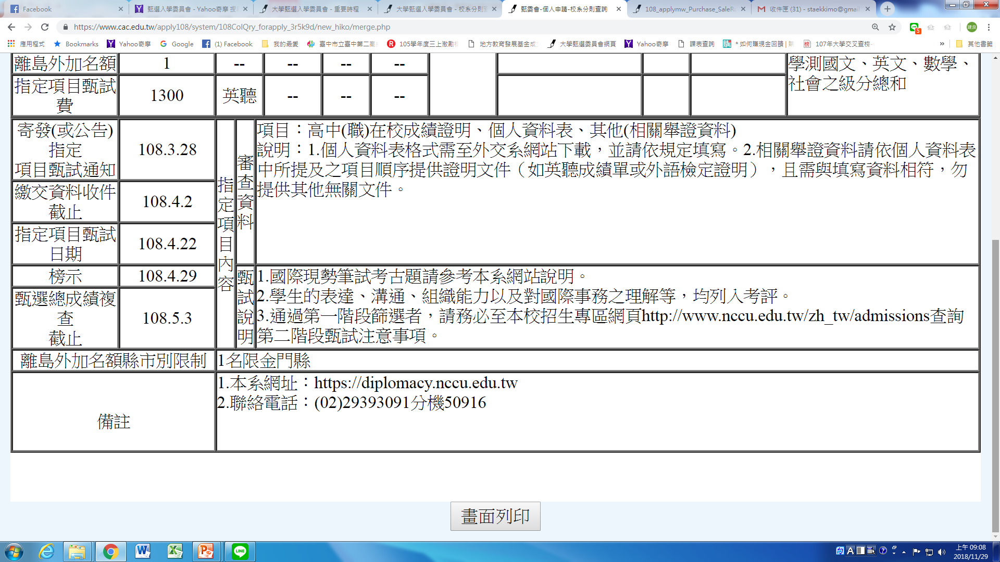 Facebook
甄選入學委員會 - Yahoo奇摩 搜
大學甄選入學委員會 - 重要時程
大學甄選入學委員會 - 校系分則
甄委會-個人申請-校系分則查詢
108_applymw_Purchase_SaleR
收件匣 (31) - staekkimo@gmail
https://www.cac.edu.tw/apply108/system/108ColQry_forapply_3r5k9d/new_hiko/merge.php
5
建良
應用程式
Bookmarks
Yahoo奇摩
Google
(1) Facebook
我的最愛
臺中市立臺中第二高
105學年度三上激勵
地方教育發展基金成
大學甄選委員會網頁
Yahoo奇摩
課表查詢
* 如何賺現金回饋 |
107年大學交叉查榜-
»
其他書籤
離島外加名額 1 -- -- -- --
學測國文、英文、數學、
社會之級分總和
指定項目甄試
費
1300 英聽 -- -- --
寄發(或公告)
指定
項目甄試通知
108.3.28
繳交資料收件
截止
108.4.2
指定項目甄試
日期
108.4.22
榜示 108.4.29
甄選總成績複
查
截止
108.5.3
指
定
項
目
內
容
審
查
資
料
項目：高中(職)在校成績證明、個人資料表、其他(相關舉證資料)
說明：1.個人資料表格式需至外交系網站下載，並請依規定填寫。2.相關舉證資料請依個人資料表
中所提及之項目順序提供證明文件（如英聽成績單或外語檢定證明），且需與填寫資料相符，勿
提供其他無關文件。
甄
試
說
明
1.國際現勢筆試考古題請參考本系網站說明。
2.學生的表達、溝通、組織能力以及對國際事務之理解等，均列入考評。
3.通過第一階段篩選者，請務必至本校招生專區網頁http://www.nccu.edu.tw/zh_tw/admissions查詢
第二階段甄試注意事項。
離島外加名額縣市別限制 1名限金門縣
備註
1.本系網址：https://diplomacy.nccu.edu.tw
2.聯絡電話：(02)29393091分機50916
畫面列印
LINE
A
上午 09:08
2018/11/29